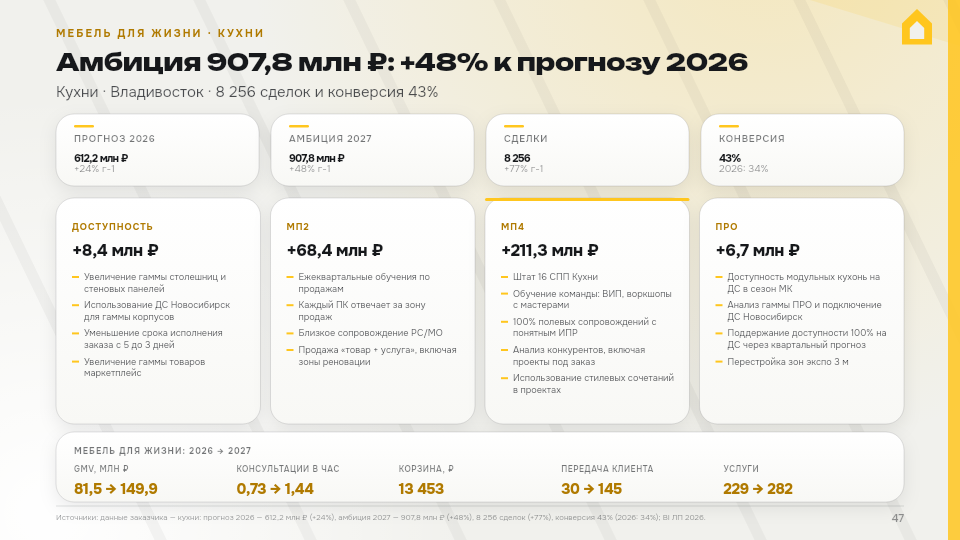 МЕБЕЛЬ ДЛЯ ЖИЗНИ · КУХНИ
Амбиция 907,8 млн ₽: +48% к прогнозу 2026
Кухни · Владивосток · 8 256 сделок и конверсия 43%
ПРОГНОЗ 2026
612,2 млн ₽
+24% г-1
АМБИЦИЯ 2027
907,8 млн ₽
+48% г-1
СДЕЛКИ
8 256
+77% г-1
КОНВЕРСИЯ
43%
2026: 34%
ДОСТУПНОСТЬ
+8,4 млн ₽
Увеличение гаммы столешниц и
стеновых панелей
Использование ДС Новосибирск
для гаммы корпусов
Уменьшение срока исполнения
заказа с 5 до 3 дней
Увеличение гаммы товаров
маркетплейс
МП2
+68,4 млн ₽
Ежеквартальные обучения по
продажам
Каждый ПК отвечает за зону
продаж
Близкое сопровождение РС/МО
Продажа «товар + услуга», включая
зоны реновации
МП4
+211,3 млн ₽
Штат 16 СПП Кухни
Обучение команды: ВИП, воркшопы
с мастерами
100% полевых сопровождений с
понятным ИПР
Анализ конкурентов, включая
проекты под заказ
Использование стилевых сочетаний
в проектах
ПРО
+6,7 млн ₽
Доступность модульных кухонь на
ДС в сезон МК
Анализ гаммы ПРО и подключение
ДС Новосибирск
Поддержание доступности 100% на
ДС через квартальный прогноз
Перестройка зон экспо 3 м
МЕБЕЛЬ ДЛЯ ЖИЗНИ: 2026 → 2027
GMV, МЛН ₽
81,5 → 149,9
КОНСУЛЬТАЦИИ В ЧАС
0,73 → 1,44
КОРЗИНА, ₽
13 453
ПЕРЕДАЧА КЛИЕНТА
30 → 145
УСЛУГИ
229 → 282
Источники: данные заказчика — кухни: прогноз 2026 — 612,2 млн ₽ (+24%), амбиция 2027 — 907,8 млн ₽ (+48%), 8 256 сделок (+77%), конверсия 43% (2026: 34%); BI ЛП 2026.
47